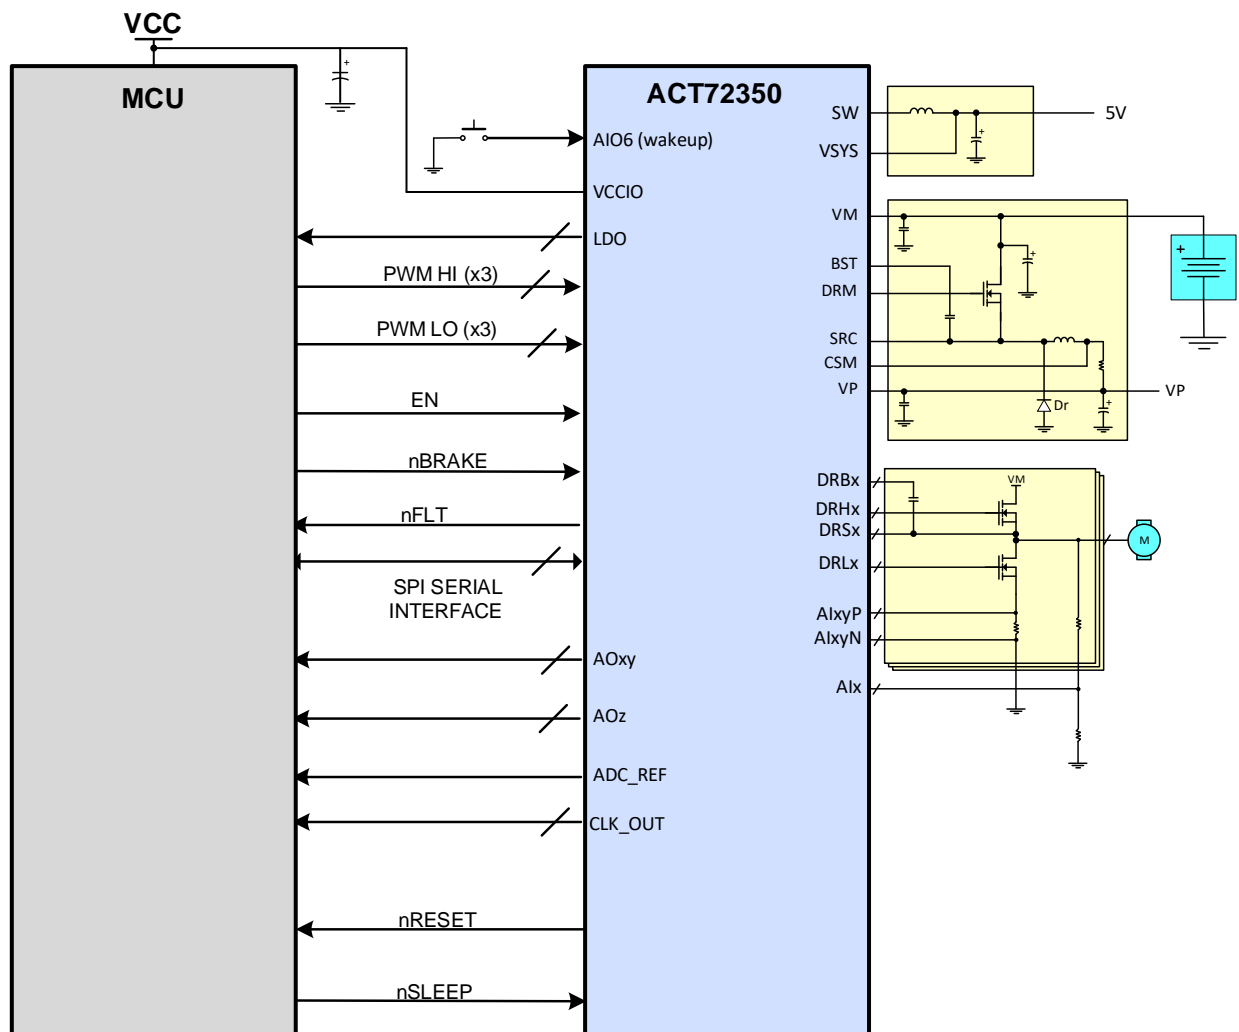 VCC
MCU
ACT72350
AIO6 (wakeup)
VCCIO
LDO
PWM HI (x3)
PWM LO (x3)
EN
nBRAKE
nFLT
SPI SERIAL
INTERFACE
AOxy
AOz
ADC_REF
CLK_OUT
nRESET
nSLEEP
SW
5V
VSYS
VM
+
BST
+
DRM
SRC
CSM
VP
VP
Dr
+
DRBx
VM
DRHx
DRSx
M
DRLx
AIxyP
AIxyN
AIx